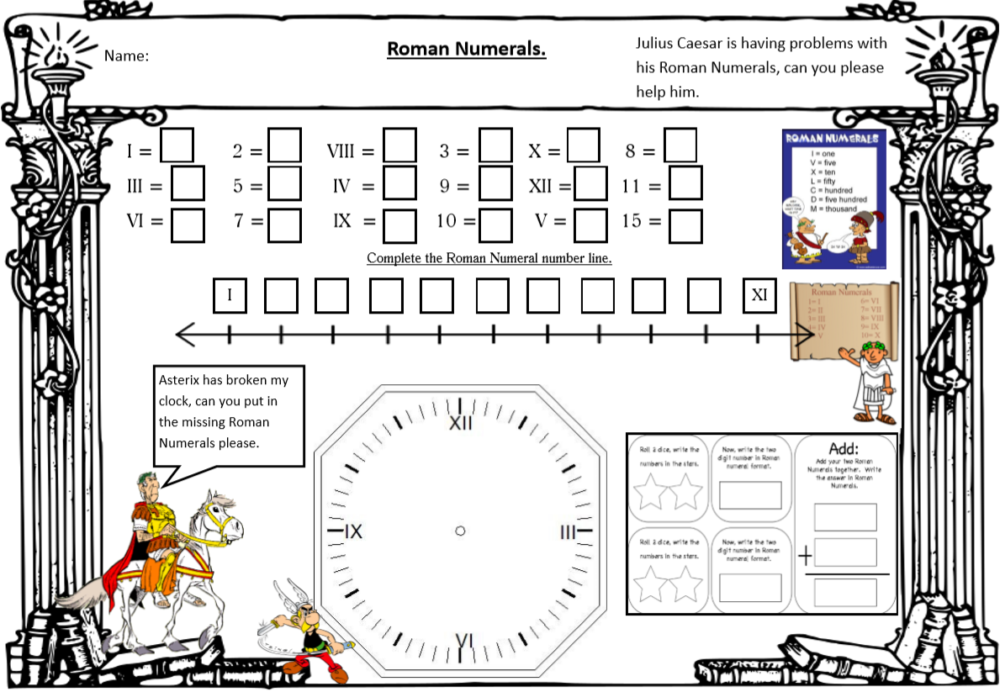 Name:
Roman Numerals.
Julius Caesar is having problems with
his Roman Numerals, can you please
help him.
I =
2 =
VIII =
3 =
X =
8 =
III =
5 =
IV =
9 =
XII =
11 =
VI =
7 =
IX =
10 =
V =
15 =
ROMAN NUMERALS
I = one
V = five
X = ten
L = fifty
C = hundred
D = five hundred
M = thousand
Complete the Roman Numeral number line.
I
XI
Roman Numerals
1= I
6= VI
2= II
7= VII
3= III
8= VIII
4= IV
9= IX
V
10= X
Asterix has broken my
clock, can you put in
the missing Roman
Numerals please.
XII
III
VI
IX
Roll 2 dice, write the
numbers in the stars.
Now, write the two
digit number in Roman
numeral format.
Add:
Add your two Roman
Numerals together. Write
the answer in Roman
Numerals.
Roll 2 dice, write the
numbers in the stars.
Now, write the two
digit number in Roman
numeral format.
+